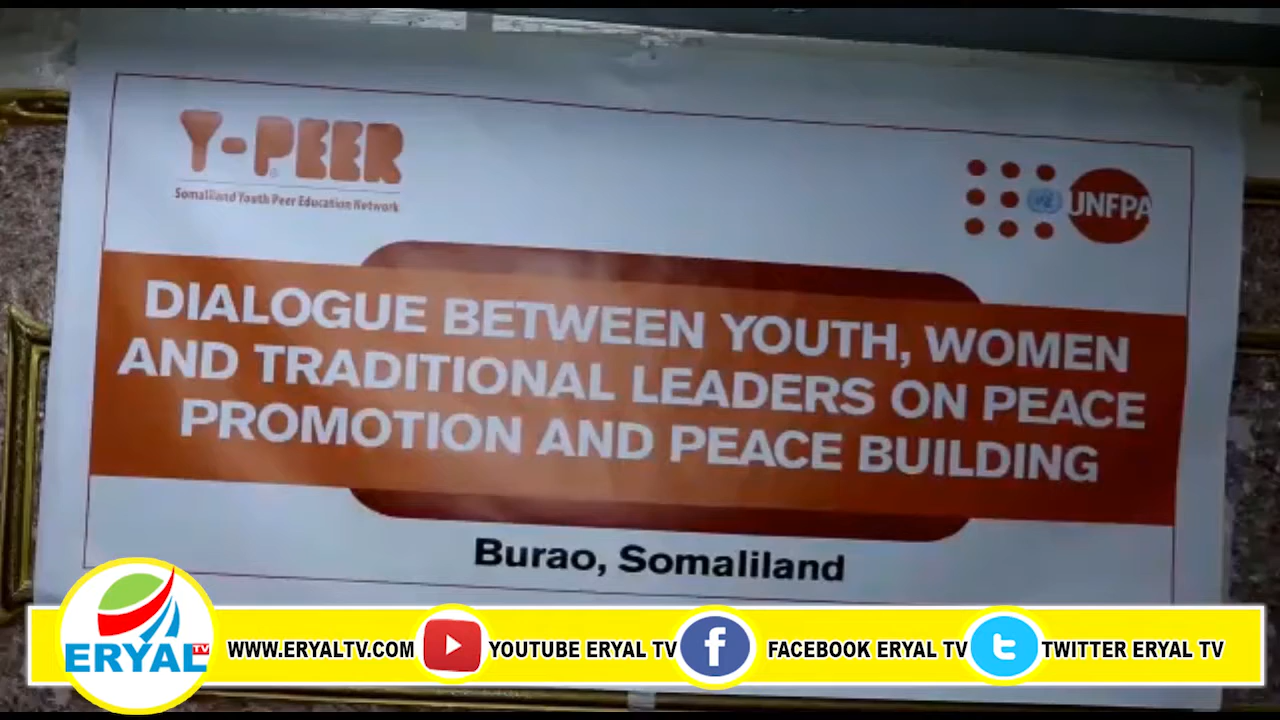 Y-PEER
Somaliland Youth Peer Education Network
UNFPA
DIALOGUE BETWEEN YOUTH, WOMEN
AND TRADITIONAL LEADERS ON PEACE
PROMOTION AND PEACE BUILDING
Burao, Somaliland
ERYAL TV
WWW.ERYALTV.COM
YOUTUBE ERYAL TV
FACEBOOK ERYAL TV
TWITTER ERYAL TV